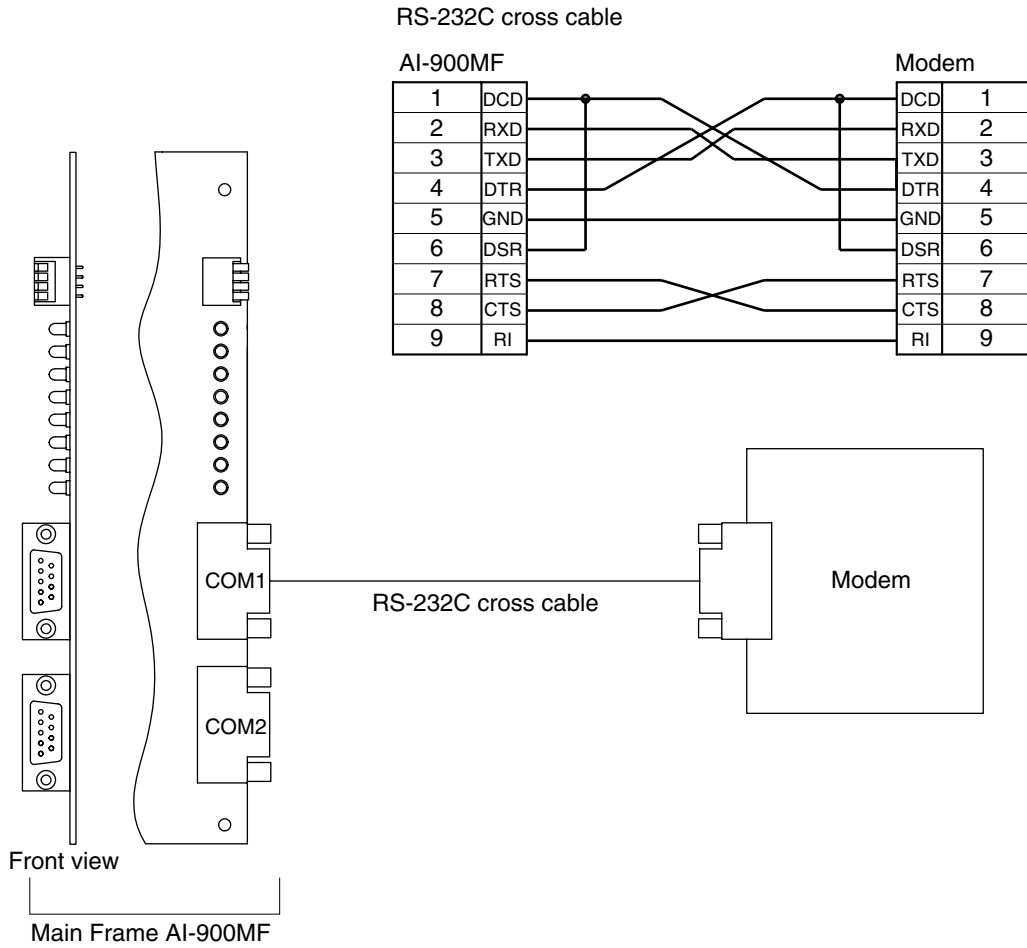 RS-232C cross cable
AI-900MF Modem
1 DCD DCD 1
2 RXD RXD 2
3 TXD TXD 3
4 DTR DTR 4
5 GND GND 5
6 DSR DSR 6
7 RTS RTS 7
8 CTS CTS 8
9 RI RI 9
COM1
RS-232C cross cable
Modem
COM2
Front view
Main Frame AI-900MF